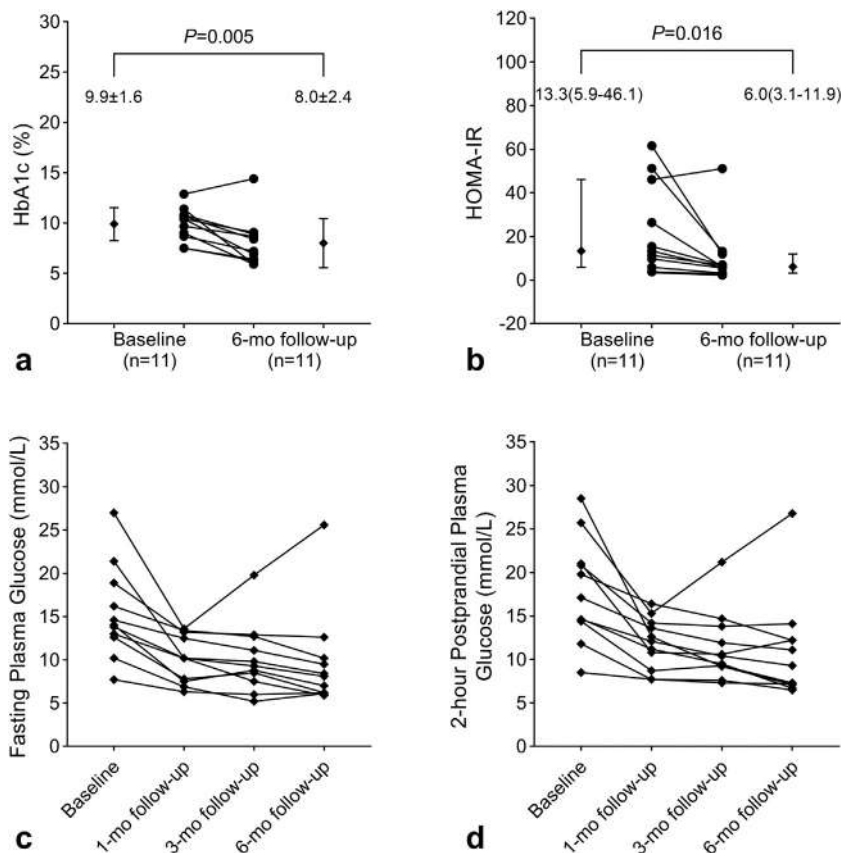 30
25
20
15
10
5
0
HbA1c (%)
P=0.005
9.9±1.6
8.0±2.4
Baseline
(n=11)
6-mo follow-up
(n=11)
a
120
100
80
60
40
20
0
-20
HOMA-IR
P=0.016
13.3(5.9-46.1)
6.0(3.1-11.9)
Baseline
(n=11)
6-mo follow-up
(n=11)
b
35
30
25
20
15
10
5
0
Fasting Plasma Glucose (mmol/L)
Baseline
1-mo follow-up
3-mo follow-up
6-mo follow-up
c
35
30
25
20
15
10
5
0
2-hour Postprandial Plasma
Glucose (mmol/L)
Baseline
1-mo follow-up
3-mo follow-up
6-mo follow-up
d